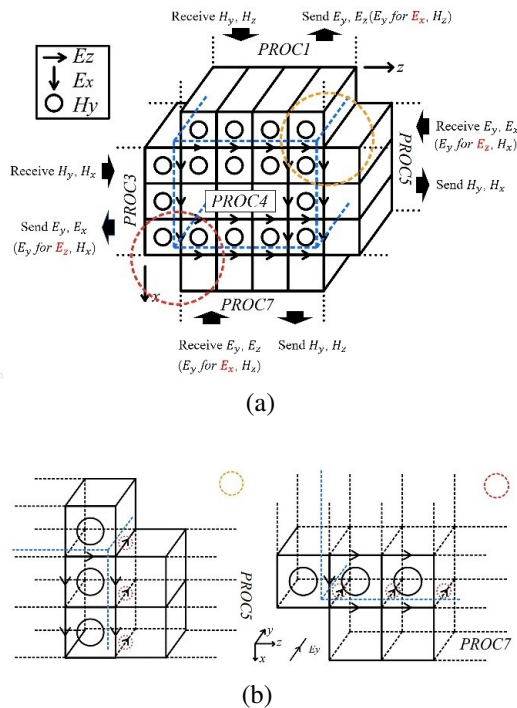 Receive Hy, Hz
Send Ey, Ez(Ey for Ex, Hz)
PROC1
z
Ez
Ex
Hy
Receive Ey, Ex
(Ey for Ez, Hx)
PROC5
Receive Hy, Hx
PROC3
PROC4
Send Hy, Hx
Send Ey, Ex
(Ey for Ez, Hx)
x
PROC7
Receive Ey, Ez
(Ey for Ex, Hz)
Send Hy, Hz
(a)
PROC5
y
z
x
Ey
PROC7
(b)